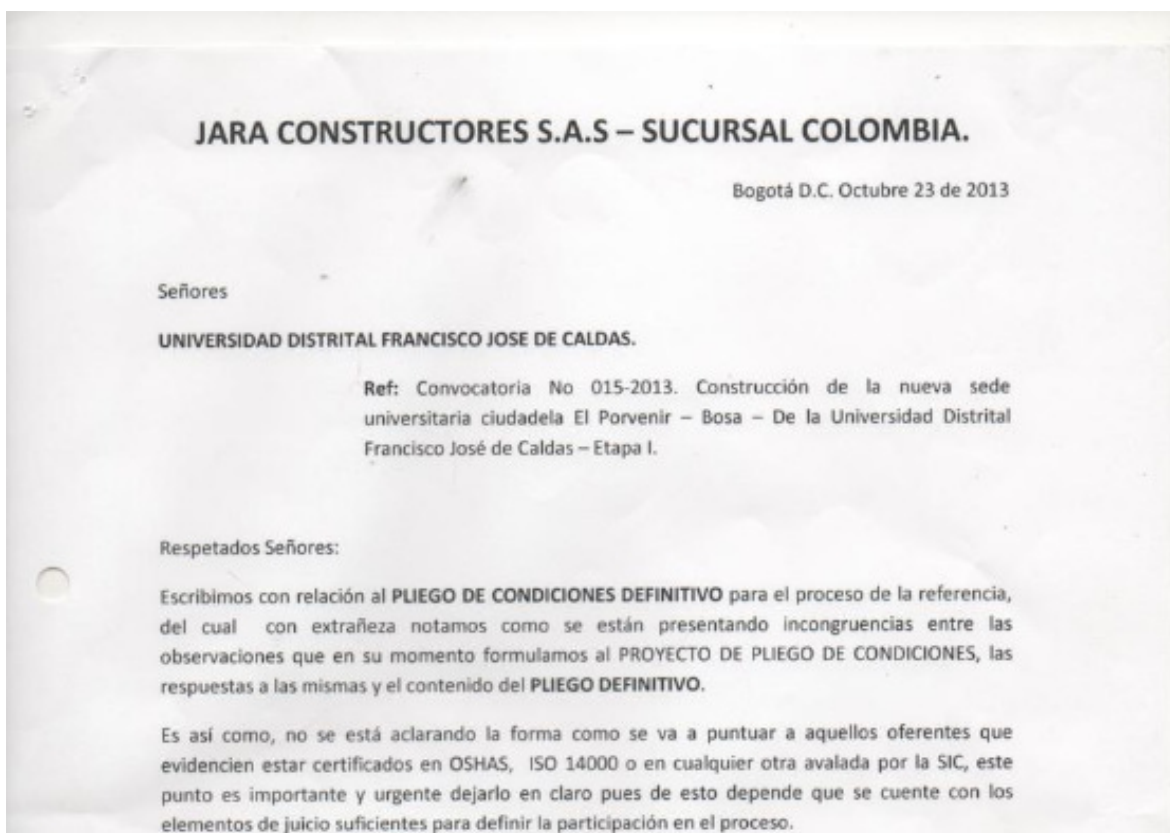 JARA CONSTRUCTORES S.A.S – SUCURSAL COLOMBIA.
Bogotá D.C. Octubre 23 de 2013
Señores
UNIVERSIDAD DISTRITAL FRANCISCO JOSE DE CALDAS.
Ref: Convocatoria No 015-2013. Construcción de la nueva sede
universitaria ciudadela El Porvenir – Bosa – De la Universidad Distrital
Francisco José de Caldas – Etapa I.
Respetados Señores:
Escribimos con relación al PLIEGO DE CONDICIONES DEFINITIVO para el proceso de la referencia,
del cual con extrañeza notamos como se están presentando incongruencias entre las
observaciones que en su momento formulamos al PROYECTO DE PLIEGO DE CONDICIONES, las
respuestas a las mismas y el contenido del PLIEGO DEFINITIVO.
Es así como, no se está aclarando la forma como se va a puntuar a aquellos oferentes que
evidencien estar certificados en OSHAS, ISO 14000 o en cualquier otra avalada por la SIC, este
punto es importante y urgente dejarlo en claro pues de esto depende que se cuente con los
elementos de juicio suficientes para definir la participación en el proceso.